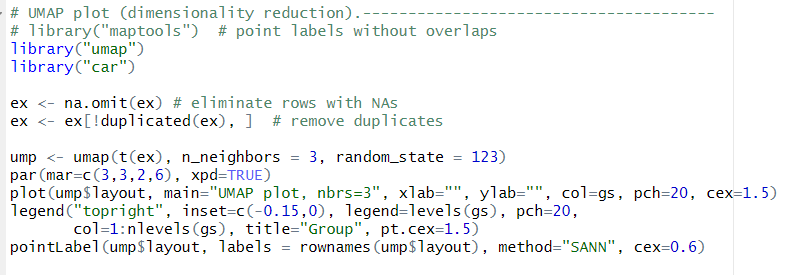 # UMAP plot (dimensionality reduction).---------------------------------------
# library("maptools")  # point labels without overlaps
library("umap")
library("car")
ex <- na.omit(ex) # eliminate rows with NAs
ex <- ex[!duplicated(ex), ]  # remove duplicates
ump <- umap(t(ex), n_neighbors = 3, random_state = 123)
par(mar=c(3,3,2,6), xpd=TRUE)
plot(ump$layout, main="UMAP plot, nbrs=3", xlab="", ylab="", col=gs, pch=20, cex=1.5)
legend("topright", inset=c(-0.15,0), legend=levels(gs), pch=20,
       col=1:nlevels(gs), title="Group", pt.cex=1.5)
pointLabel(ump$layout, labels = rownames(ump$layout), method="SANN", cex=0.6)